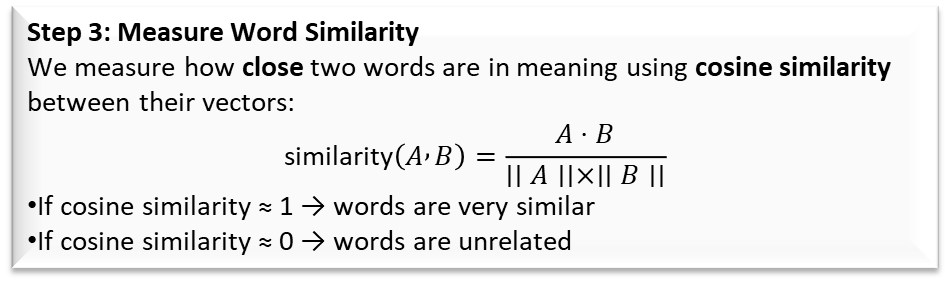 Step 3: Measure Word Similarity
We measure how close two words are in meaning using cosine similarity
between their vectors:
similarity(A, B) = A · B / || A ||×|| B ||
•If cosine similarity ≈ 1 → words are very similar
•If cosine similarity ≈ 0 → words are unrelated